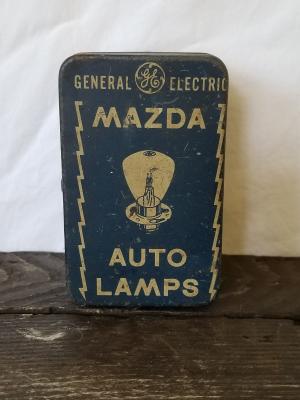 GENERAL GE ELECTRIC
MAZDA
AUTO
LAMPS